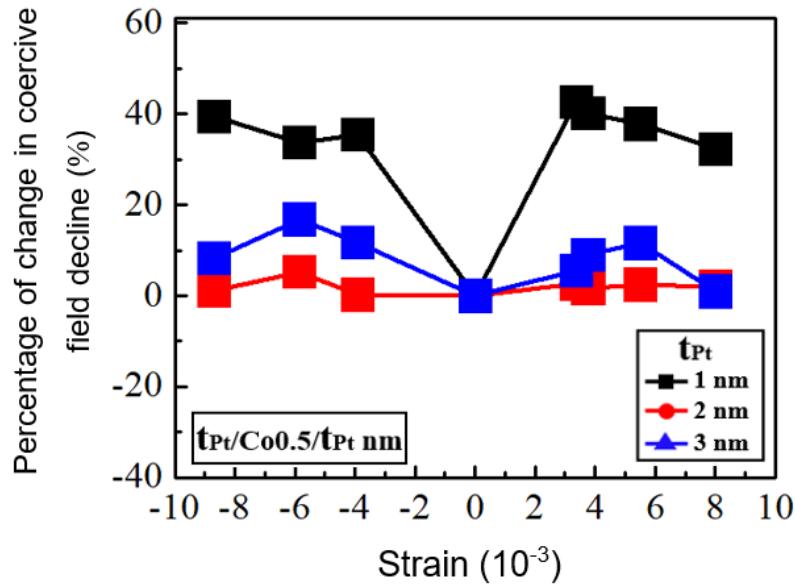 Percentage of change in coercive
field decline (%)
60
40
20
0
-20
-40
tPt
1 nm
2 nm
3 nm
tPt/Co0.5/tPt nm
-10 -8 -6 -4 -2 0 2 4 6 8 10
Strain (10-3)